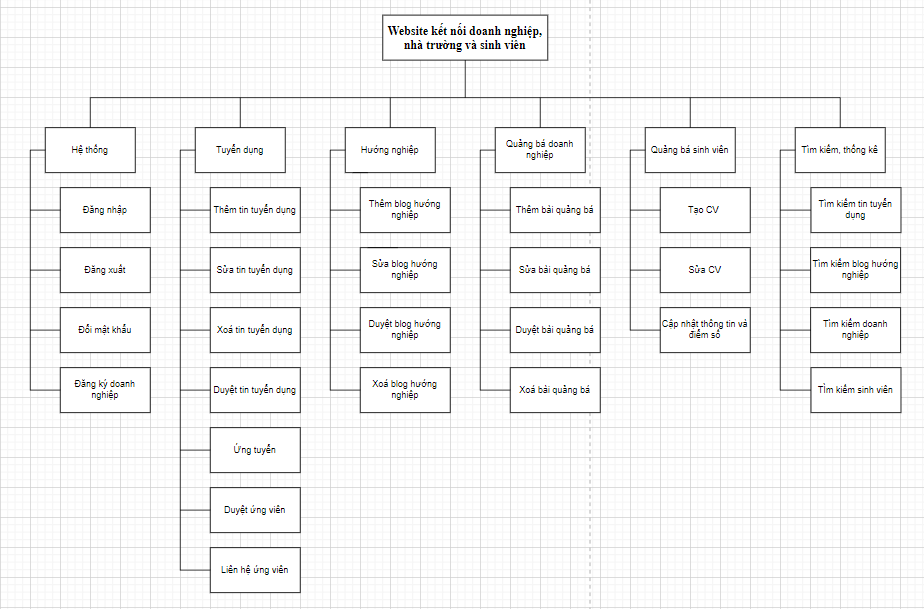 Website kết nối doanh nghiệp,
nhà trường và sinh viên
Hệ thống
Tuyển dụng
Hướng nghiệp
Quảng bá doanh
nghiệp
Quảng bá sinh viên
Tìm kiếm, thống kê
Đăng nhập
Thêm tin tuyển dụng
Thêm blog hướng
nghiệp
Thêm bài quảng bá
Tạo CV
Tìm kiếm tin tuyển
dụng
Đăng xuất
Sửa tin tuyển dụng
Sửa blog hướng
nghiệp
Sửa bài quảng bá
Sửa CV
Tìm kiếm blog hướng
nghiệp
Đổi mật khẩu
Xoá tin tuyển dụng
Duyệt blog hướng
nghiệp
Duyệt bài quảng bá
Cập nhật thông tin và
điểm số
Tìm kiếm doanh
nghiệp
Đăng ký doanh
nghiệp
Duyệt tin tuyển dụng
Xoá blog hướng
nghiệp
Xoá bài quảng bá
TÌm kiếm sinh viên
Ứng tuyển
Duyệt ứng viên
Liên hệ ứng viên